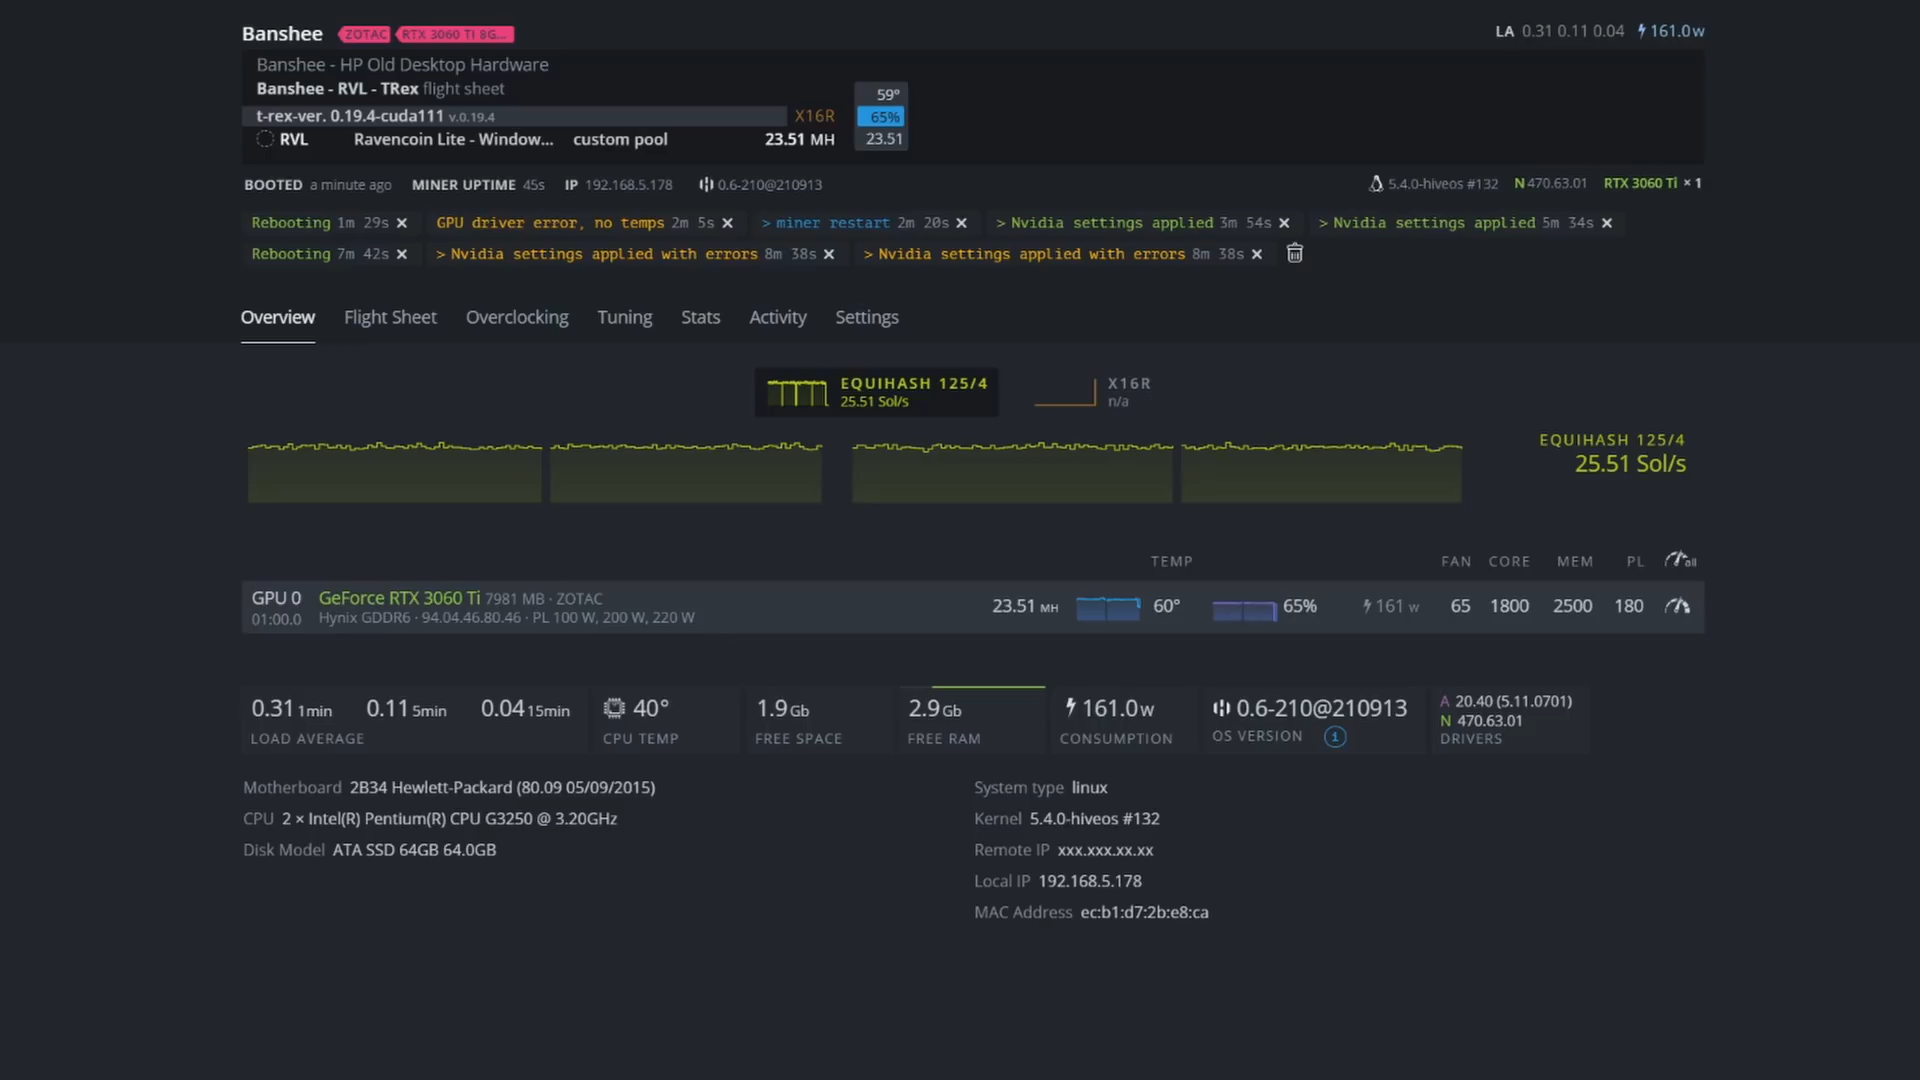 Banshee ZOTAC RTX 3060 TI 8G... LA 0.31 0.11 0.04 161.0 w
Banshee - HP Old Desktop Hardware
Banshee - RVL - TRex flight sheet 59°
t-rex-ver. 0.19.4-cuda111 v.0.19.4 X16R 65%
RVL Ravencoin Lite - Window... custom pool 23.51 MH 23.51
BOOTED a minute ago MINER UPTIME 45s IP 192.168.5.178 0.6-210@210913 5.4.0-hiveos #132 N 470.63.01 RTX 3060 Ti × 1
Rebooting 1m 29s × GPU driver error, no temps 2m 5s × > miner restart 2m 20s × > Nvidia settings applied 3m 54s × > Nvidia settings applied 5m 34s ×
Rebooting 7m 42s × > Nvidia settings applied with errors 8m 38s × > Nvidia settings applied with errors 8m 38s ×
Overview Flight Sheet Overclocking Tuning Stats Activity Settings
EQUIHASH 125/4 X16R
25.51 Sol/s n/a
EQUIHASH 125/4
25.51 Sol/s
TEMP FAN CORE MEM PL all
GPU 0 GeForce RTX 3060 Ti 7981 MB · ZOTAC 23.51 MH 60° 65% 161 w 65 1800 2500 180
01:00.0 Hynix GDDR6 · 94.04.46.80.46 · PL 100 W, 200 W, 220 W
0.31 1min 0.11 5min 0.04 15min 40° 1.9 Gb 2.9 Gb 161.0 w 0.6-210@210913 A 20.40 (5.11.0701)
N 470.63.01
LOAD AVERAGE CPU TEMP FREE SPACE FREE RAM CONSUMPTION OS VERSION 1 DRIVERS
Motherboard 2B34 Hewlett-Packard (80.09 05/09/2015) System type linux
CPU 2 × Intel(R) Pentium(R) CPU G3250 @ 3.20GHz Kernel 5.4.0-hiveos #132
Disk Model ATA SSD 64GB 64.0GB Remote IP xxx.xxx.xx.xx
Local IP 192.168.5.178
MAC Address ec:b1:d7:2b:e8:ca